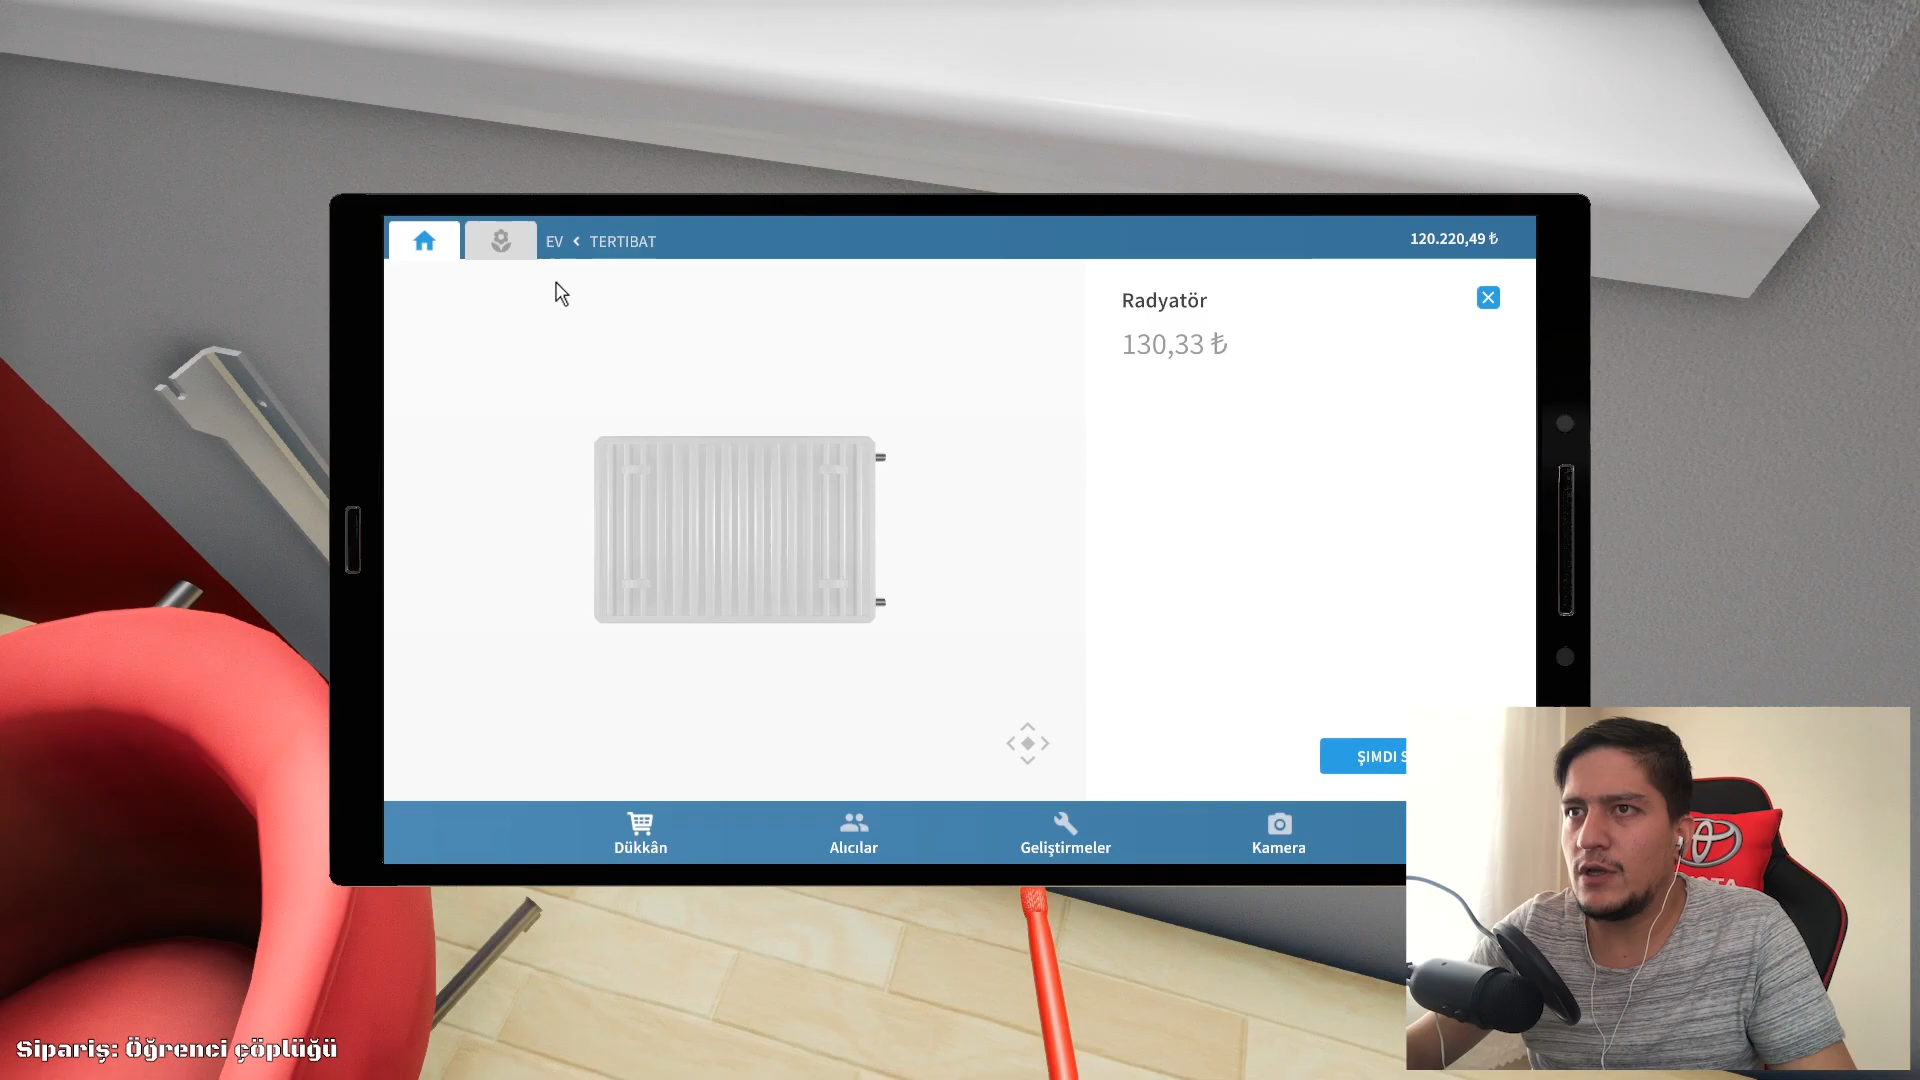 EV < TERTIBAT
120.220,49 ₺
Radyatör
130,33 ₺
ŞIMDI S
Dükkân
Alıcılar
Geliştirmeler
Kamera
Sipariş: Öğrenci çöplüğü